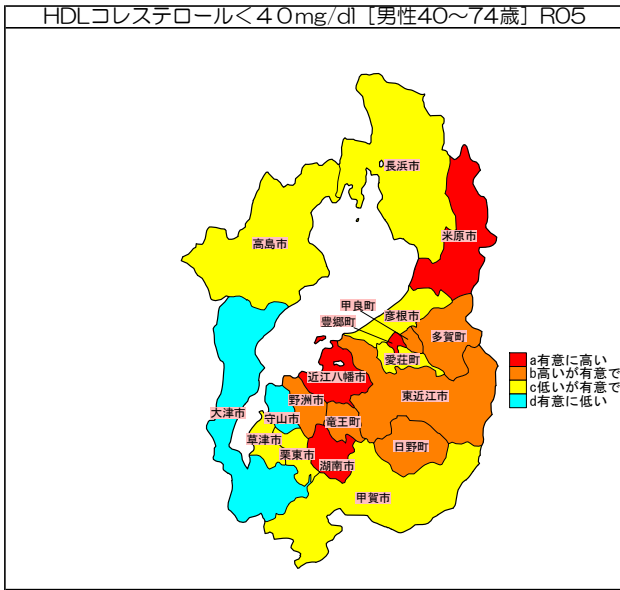 HDLコレステロール＜４０mg/dl [男性40～74歳] R05
長浜市
高島市
米原市
甲良町
彦根市
豊郷町
多賀町
愛荘町
近江八幡市
東近江市
野洲市
大津市
守山市
竜王町
草津市
日野町
栗東市
湖南市
甲賀市
a有意に高い
b高いが有意で
c低いが有意で
d有意に低い